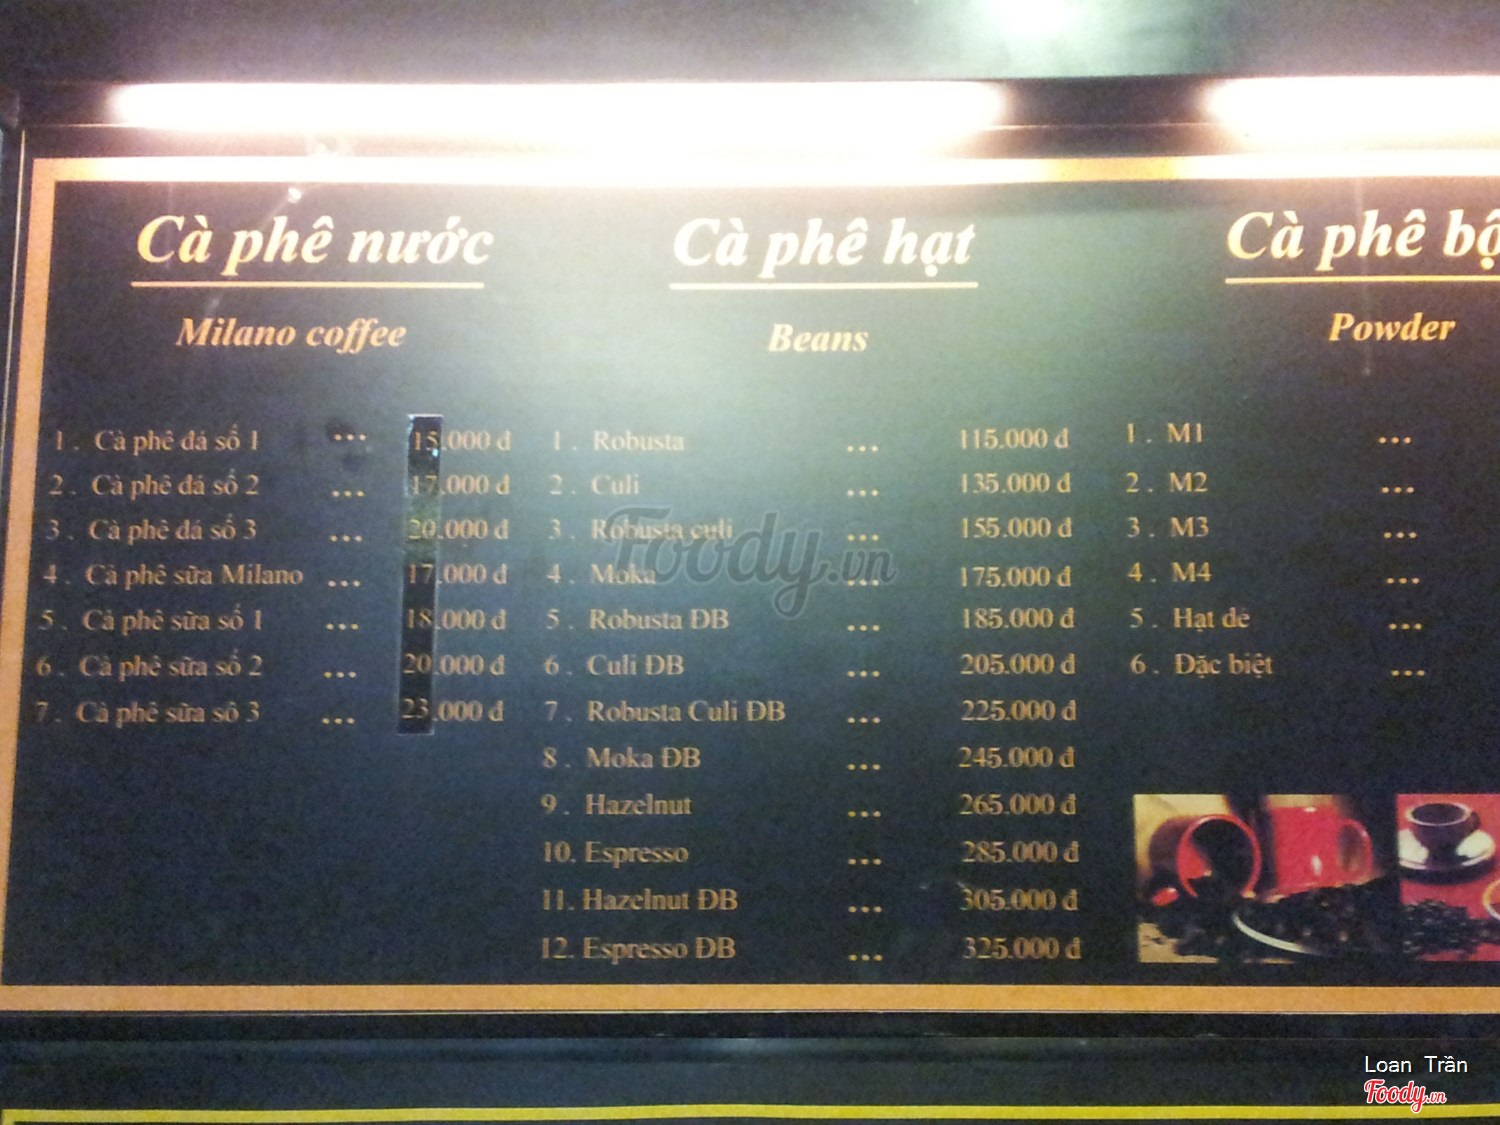 Cà phê nước
Milano coffee
1 . Cà phê đá số 1 ... 15.000 đ
2 . Cà phê đá số 2 ... 17.000 đ
3 . Cà phê đá số 3 ... 20.000 đ
4 . Cà phê sữa Milano ... 17.000 đ
5 . Cà phê sữa số 1 ... 18.000 đ
6 . Cà phê sữa số 2 ... 20.000 đ
7 . Cà phê sữa số 3 ... 23.000 đ
Cà phê hạt
Beans
1 . Robusta ... 115.000 đ
2 . Culi ... 135.000 đ
3 . Robusta culi ... 155.000 đ
4 . Moka ... 175.000 đ
5 . Robusta ĐB ... 185.000 đ
6 . Culi ĐB ... 205.000 đ
7 . Robusta Culi ĐB ... 225.000 đ
8 . Moka ĐB ... 245.000 đ
9 . Hazelnut ... 265.000 đ
10. Espresso ... 285.000 đ
11. Hazelnut ĐB ... 305.000 đ
12. Espresso ĐB ... 325.000 đ
Cà phê bộ
Powder
1 . M1 ...
2 . M2 ...
3 . M3 ...
4 . M4 ...
5 . Hạt dẻ ...
6 . Đặc biệt ...
Foody.vn
Loan Trần
Foody.vn